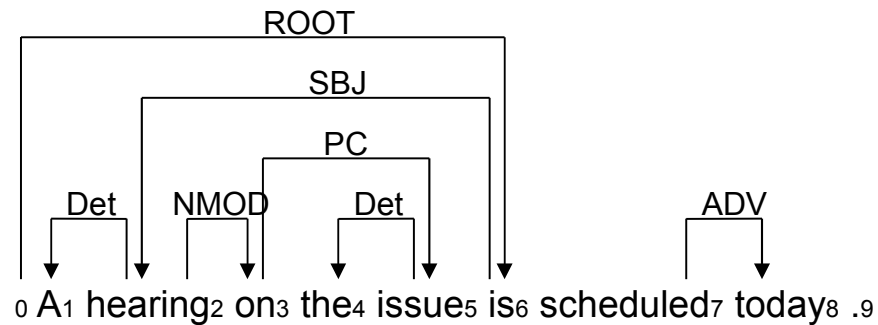 ROOT
SBJ
PC
Det NMOD Det ADV
0 A1 hearing2 on3 the4 issue5 is6 scheduled7 today8 .9